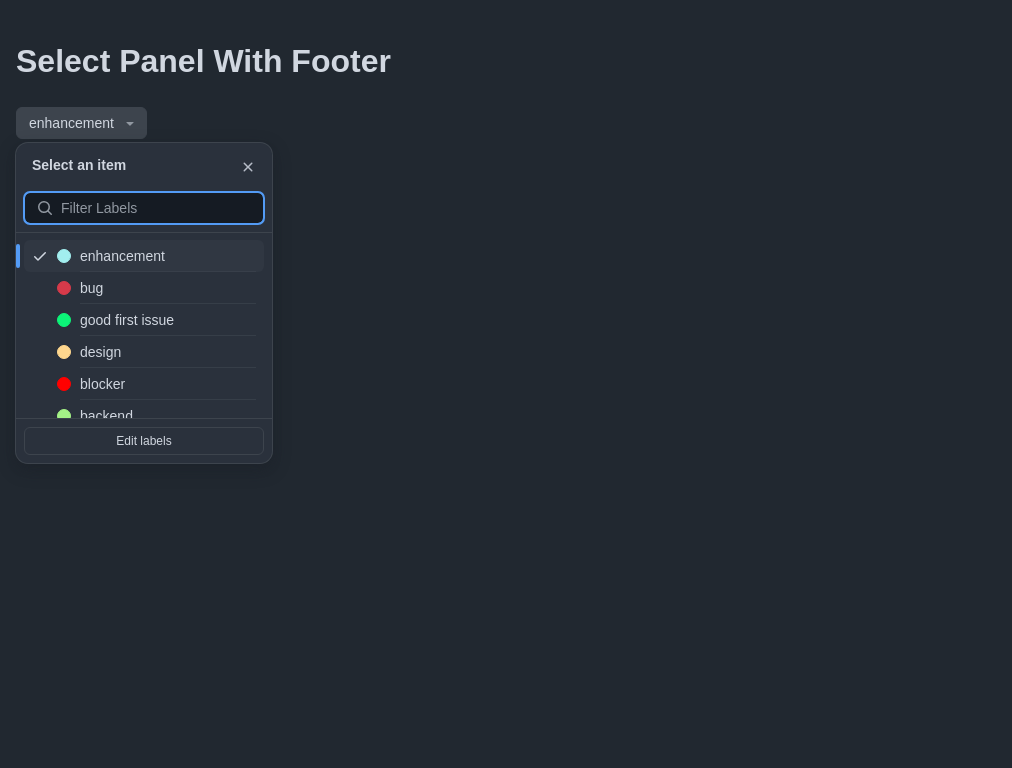 Select Panel With Footer
enhancement
Select an item
Filter Labels
enhancement
bug
good first issue
design
blocker
backend
Edit labels